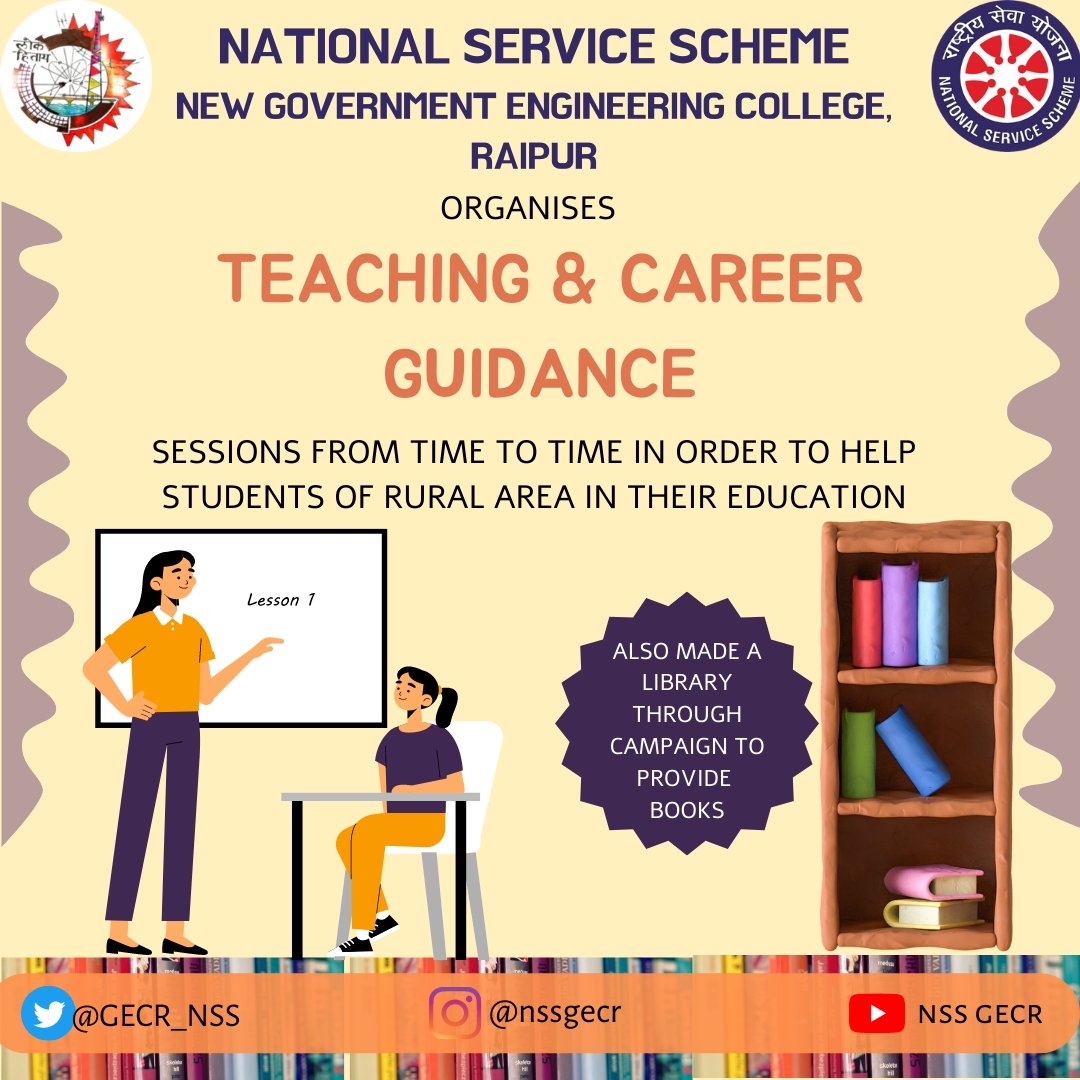 लोक
हिताय
राष्ट्रीय सेवा योजना
NATIONAL SERVICE SCHEME
NATIONAL SERVICE SCHEME
NEW GOVERNMENT ENGINEERING COLLEGE,
RAIPUR
ORGANISES
TEACHING & CAREER
GUIDANCE
SESSIONS FROM TIME TO TIME IN ORDER TO HELP
STUDENTS OF RURAL AREA IN THEIR EDUCATION
Lesson 1
ALSO MADE A
LIBRARY
THROUGH
CAMPAIGN TO
PROVIDE
BOOKS
@GECR_NSS
@nssgecr
NSS GECR